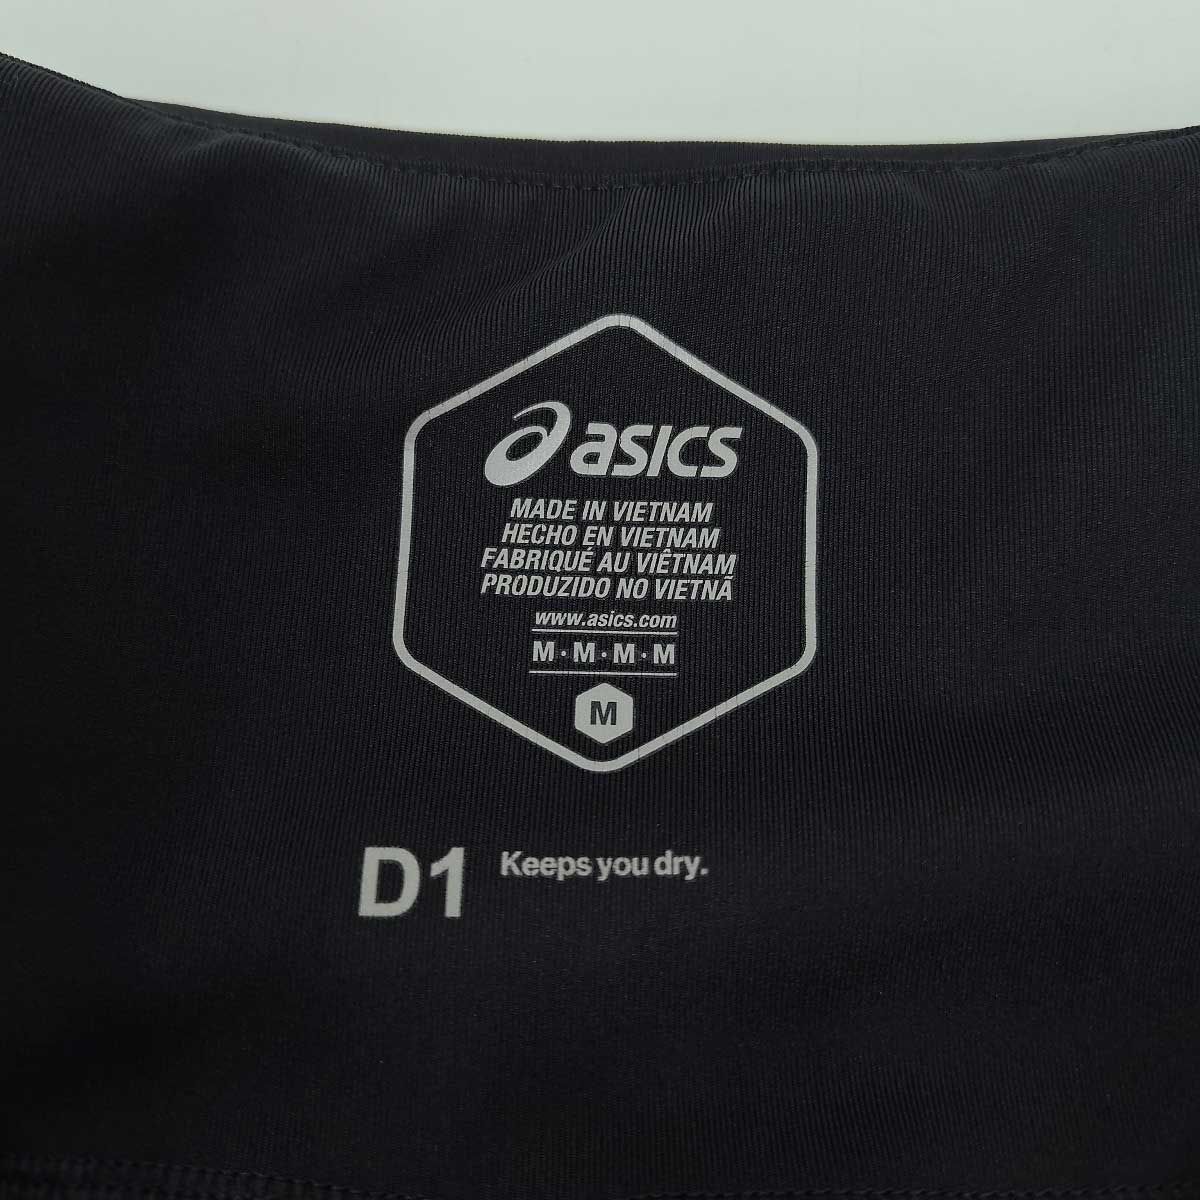 asics
MADE IN VIETNAM
HECHO EN VIETNAM
FABRIQUÉ AU VIÊTNAM
PRODUZIDO NO VIETNÃ
www.asics.com
M · M · M · M
M
D1 Keeps you dry.